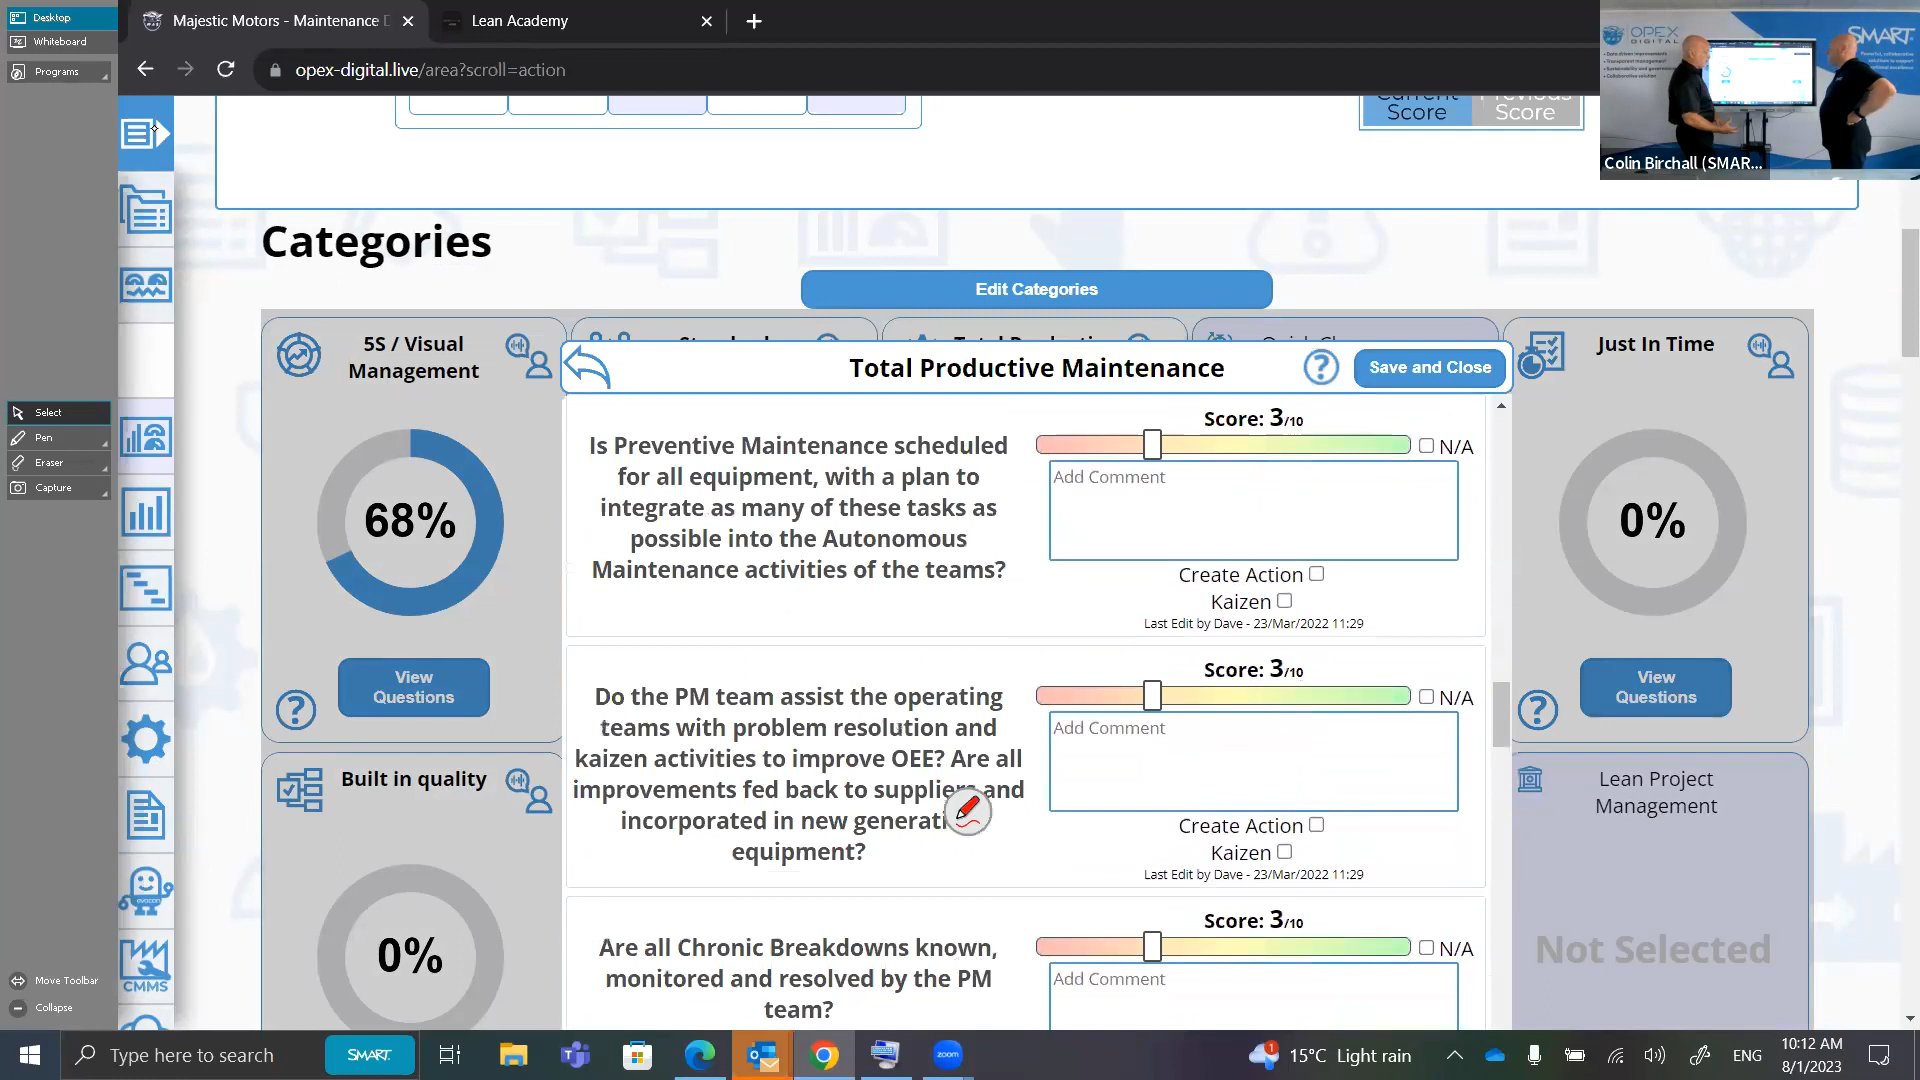 Desktop
Whiteboard
Programs
Majestic Motors - Maintenance D
Lean Academy
opex-digital.live/area?scroll=action
OPEX
DIGITAL
SMART
Colin Birchall (SMAR...
Current
Score
Previous
Score
Categories
Edit Categories
5S / Visual
Management
68%
View
Questions
Total Productive Maintenance
Save and Close
Just In Time
0%
View
Questions
Is Preventive Maintenance scheduled
for all equipment, with a plan to
integrate as many of these tasks as
possible into the Autonomous
Maintenance activities of the teams?
Score: 3/10
N/A
Add Comment
Create Action
Kaizen
Last Edit by Dave - 23/Mar/2022 11:29
Do the PM team assist the operating
teams with problem resolution and
kaizen activities to improve OEE? Are all
improvements fed back to suppliers and
incorporated in new generati
equipment?
Score: 3/10
N/A
Add Comment
Create Action
Kaizen
Last Edit by Dave - 23/Mar/2022 11:29
Are all Chronic Breakdowns known,
monitored and resolved by the PM
team?
Score: 3/10
N/A
Add Comment
Built in quality
0%
Lean Project
Management
Not Selected
Select
Pen
Eraser
Capture
Move Toolbar
Collapse
evocon
CMMS
Type here to search
SMART
zoom
1
15°C Light rain
ENG
10:12 AM
8/1/2023